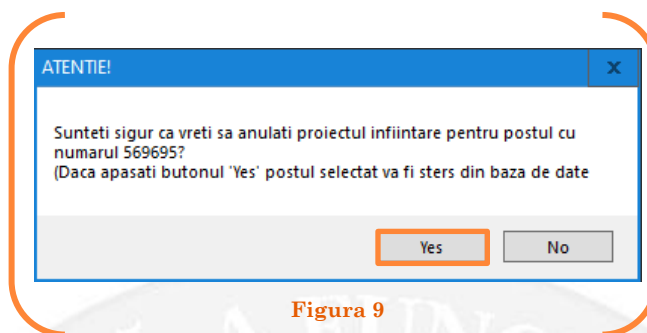 ATENTIE!
x
Sunteti sigur ca vreti sa anulati proiectul infiintare pentru postul cu
numarul 569695?
(Daca apasati butonul 'Yes' postul selectat va fi sters din baza de date
Yes No
Figura 9